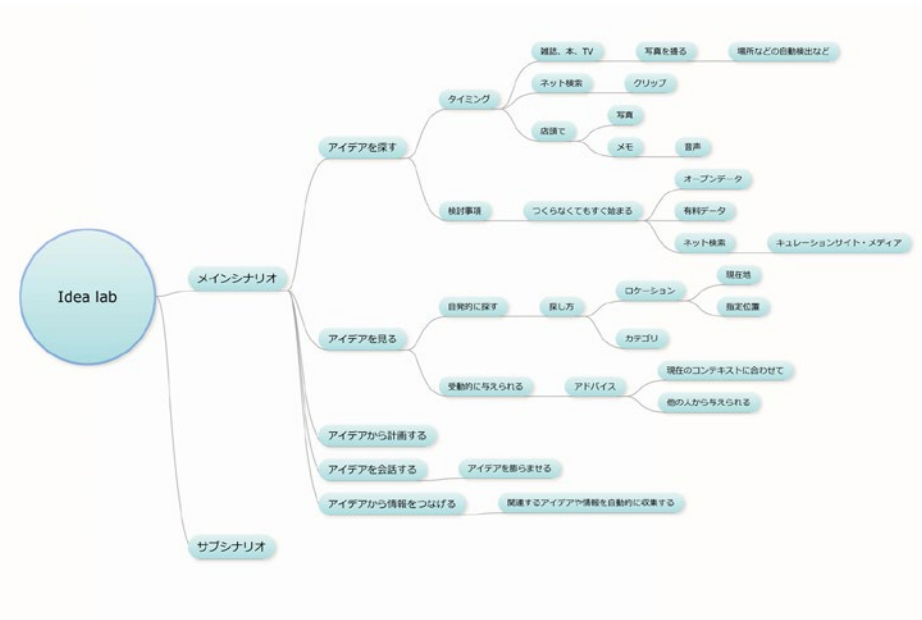 Idea lab
メインシナリオ
アイデアを探す
タイミング
雑誌、本、TV
写真を撮る
場所などの自動検出など
ネット検索
クリップ
店頭で
写真
メモ
音声
検討事項
つくらなくてもすぐ始まる
オープンデータ
有料データ
ネット検索
キュレーションサイト・メディア
アイデアを見る
自発的に探す
探し方
ロケーション
現在地
指定位置
カテゴリ
受動的に与えられる
アドバイス
現在のコンテキストに合わせて
他の人から与えられる
アイデアから計画する
アイデアを会話する
アイデアを膨らませる
アイデアから情報をつなげる
関連するアイデアや情報を自動的に収集する
サブシナリオ